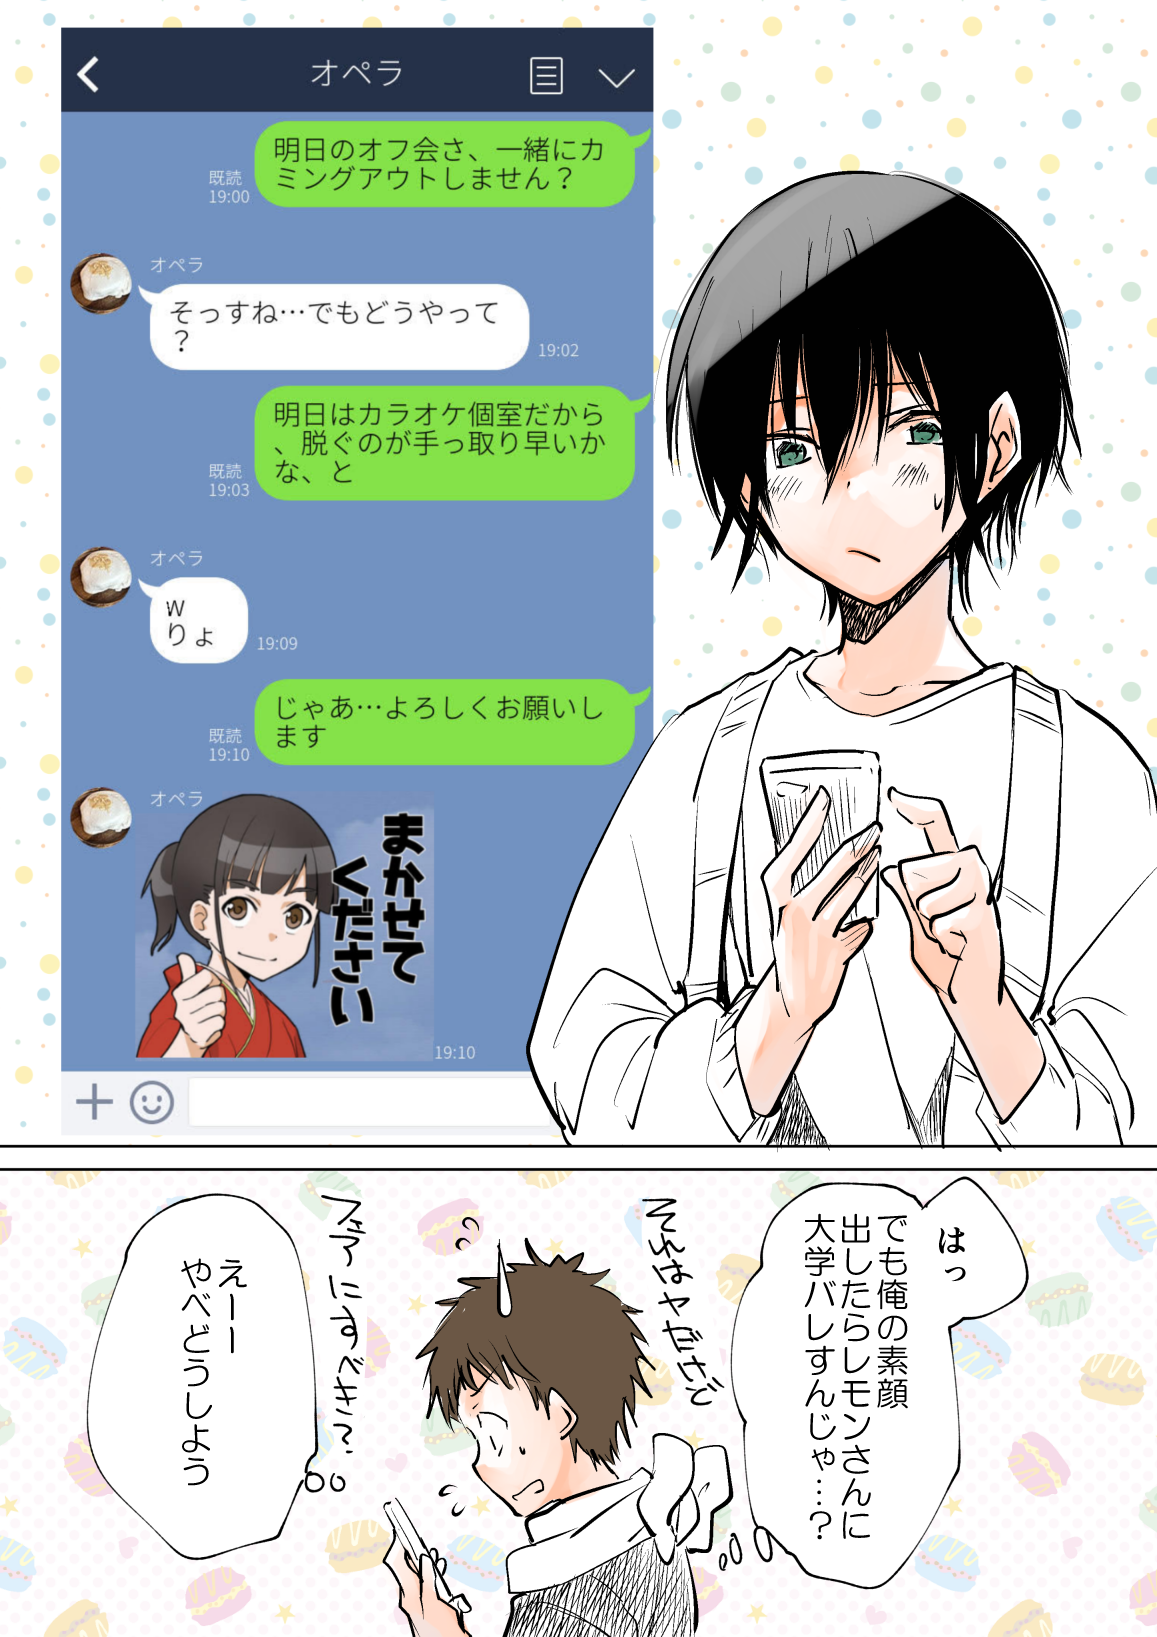 オペラ
明日のオフ会さ、一緒にカ
ミングアウトしません？
既読
19:00
オペラ
そっすね…でもどうやって
？
19:02
明日はカラオケ個室だから
、脱ぐのが手っ取り早いか
な、と
既読
19:03
オペラ
w
りょ
19:09
じゃあ…よろしくお願いし
ます
既読
19:10
オペラ
まかせて
ください
19:10
はっ
でも俺の素顔
出したらレモンさんに
大学バレすんじゃ…？
それはヤだけど
フェアにすべき？
えーー
やべどうしよう